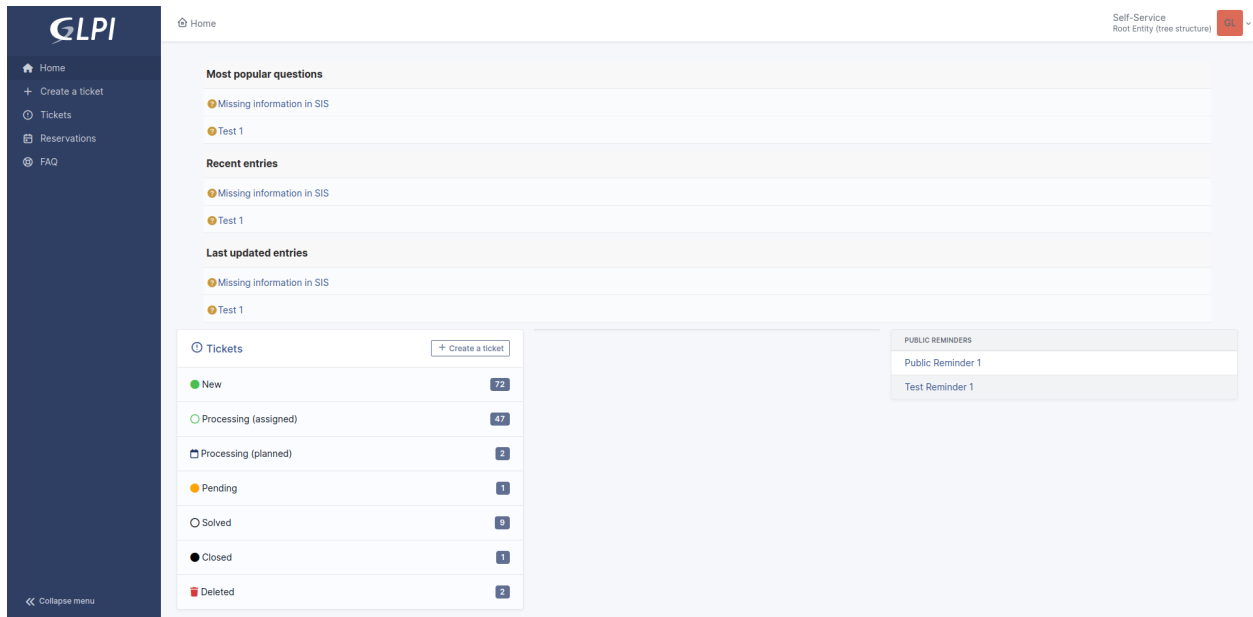 GLPI
Home
Self-Service
Root Entity (tree structure)
GL
Home
Create a ticket
Tickets
Reservations
FAQ
Most popular questions
Missing information in SIS
Test 1
Recent entries
Missing information in SIS
Test 1
Last updated entries
Missing information in SIS
Test 1
Tickets
+ Create a ticket
New 72
Processing (assigned) 47
Processing (planned) 2
Pending 1
Solved 9
Closed 1
Deleted 2
PUBLIC REMINDERS
Public Reminder 1
Test Reminder 1
Collapse menu